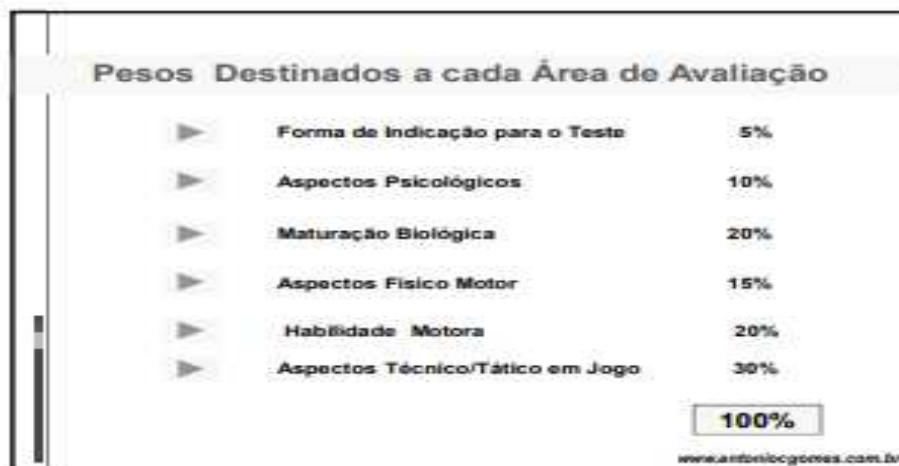 Pesos Destinados a cada Área de Avaliação
Forma de Indicação para o Teste 5%
Aspectos Psicológicos 10%
Maturação Biológica 20%
Aspectos Fisico Motor 15%
Habilidade Motora 20%
Aspectos Técnico/Tático em Jogo 30%
100%
www.antoniocgomes.com.br